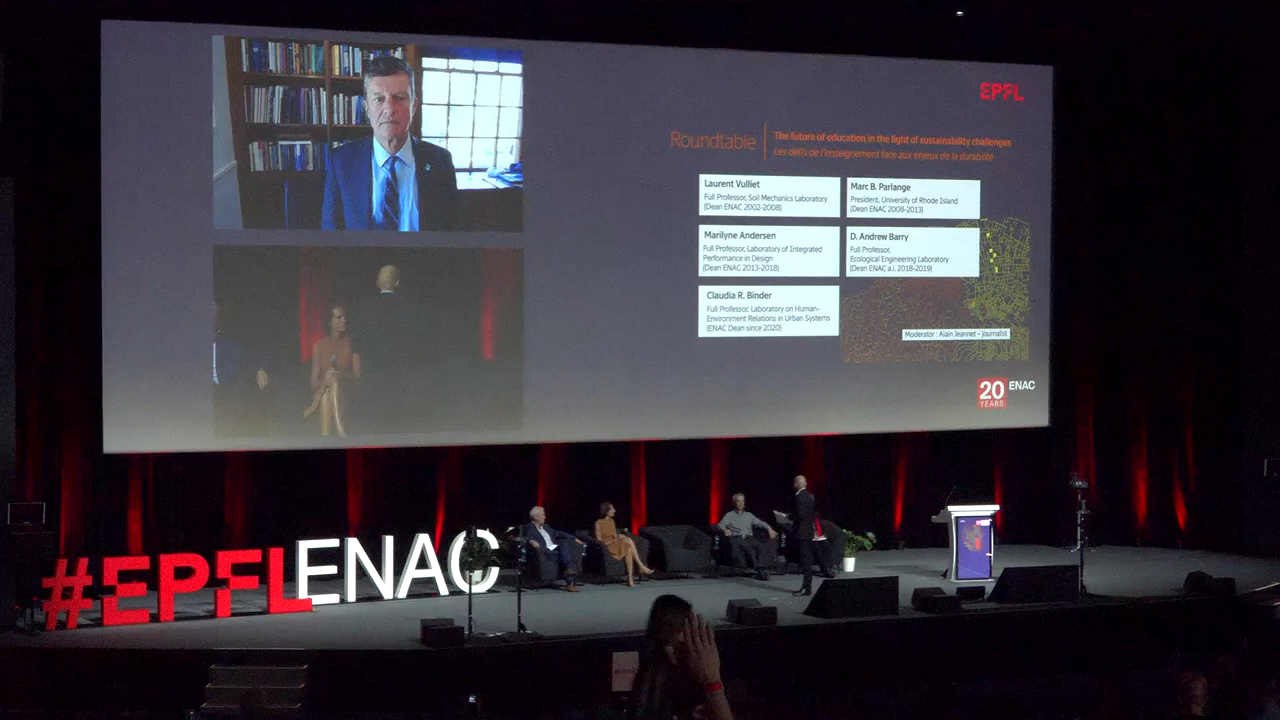 EPFL
Roundtable
The future of education in the light of sustainability challenges
Les défis de l'enseignement face aux enjeux de la durabilité
Laurent Vulliet
Full Professor, Soil Mechanics Laboratory
(Dean ENAC 2002-2008)
Marc B. Parlange
President, University of Rhode Island
(Dean ENAC 2008-2013)
Marilyne Andersen
Full Professor, Laboratory of Integrated
Performance in Design
(Dean ENAC 2013-2018)
D. Andrew Barry
Full Professor,
Ecological Engineering Laboratory
(Dean ENAC a.i. 2018-2019)
Claudia R. Binder
Full Professor, Laboratory on Human-
Environment Relations in Urban Systems
(ENAC Dean since 2020)
Moderator : Alain Jeannet – journalist
20 ENAC
YEARS
#EPFLENAC